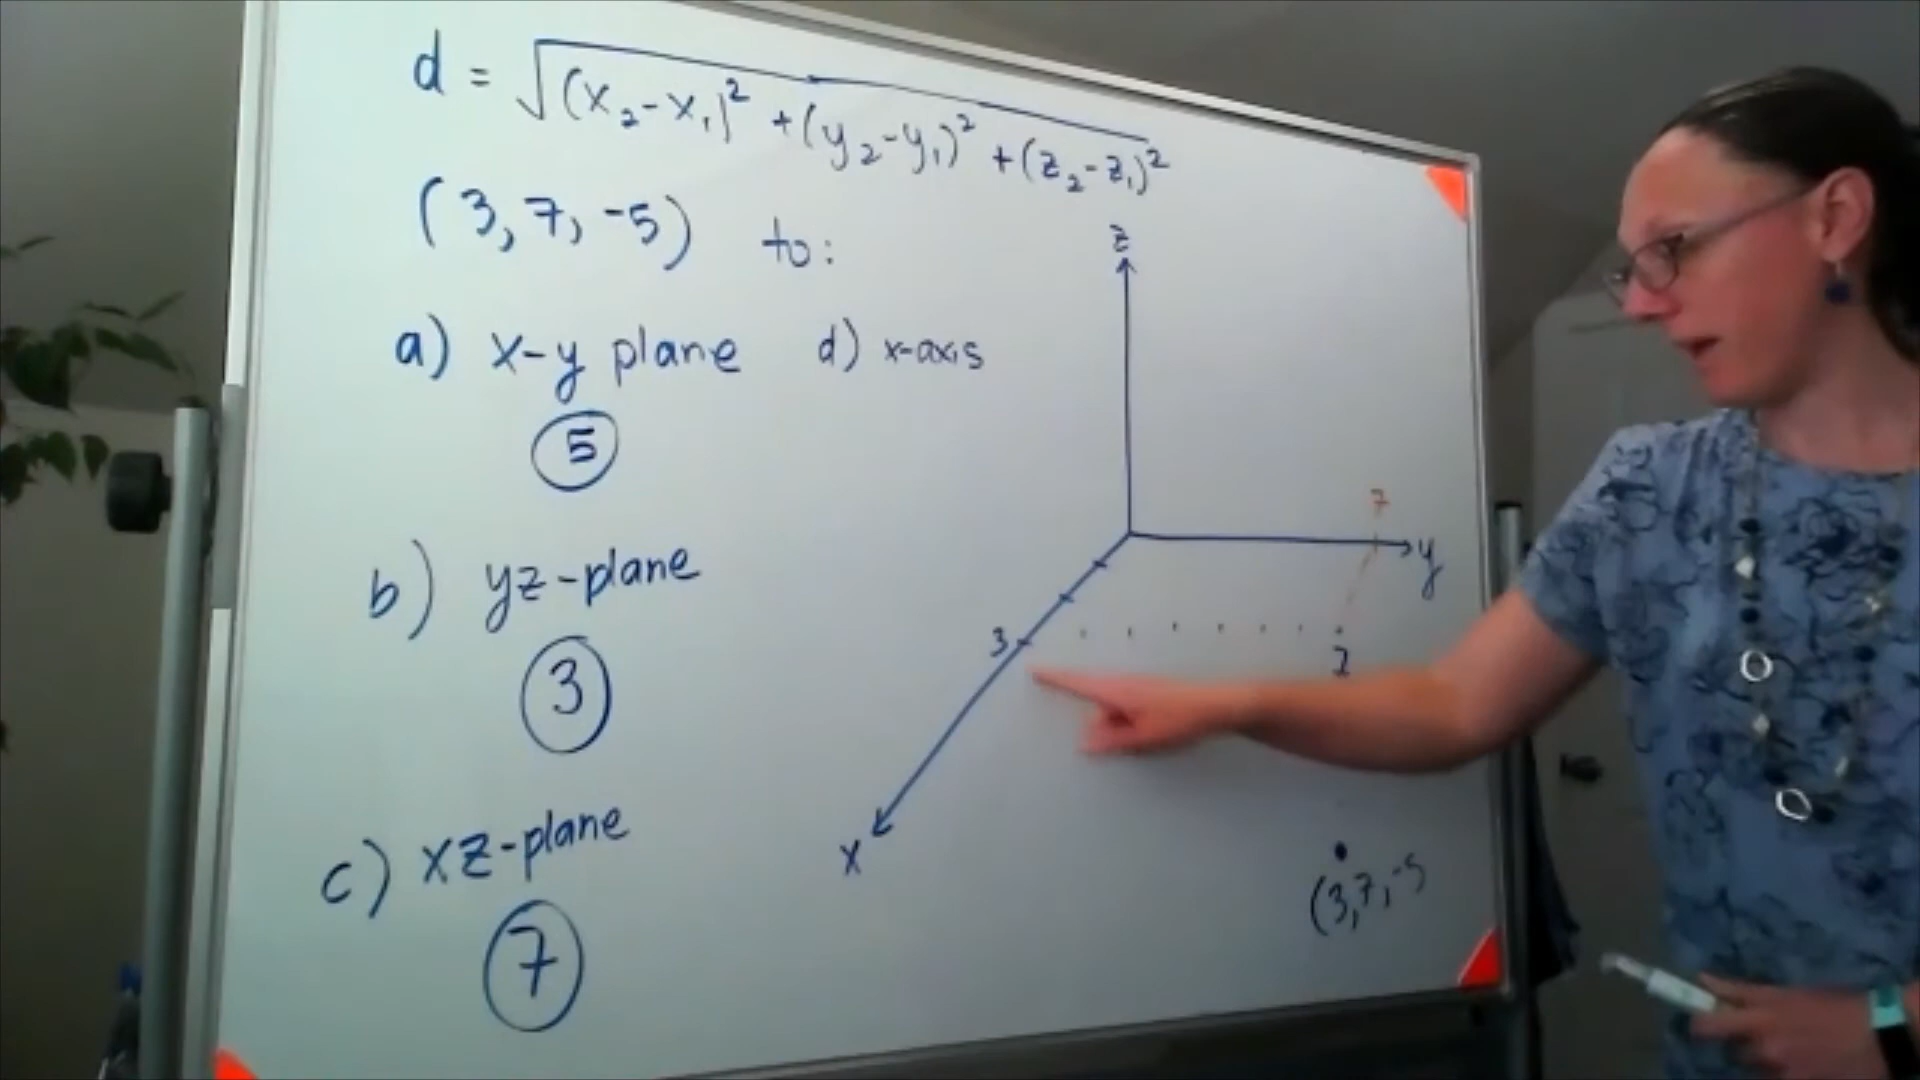 d = √(x₂-x₁)² + (y₂-y₁)² + (z₂-z₁)²
(3, 7, -5) to:
a) x-y plane
d) x-axis
5
b) yz-plane
3
c) xz-plane
7
z
7
y
3
7
x
(3,7,-5